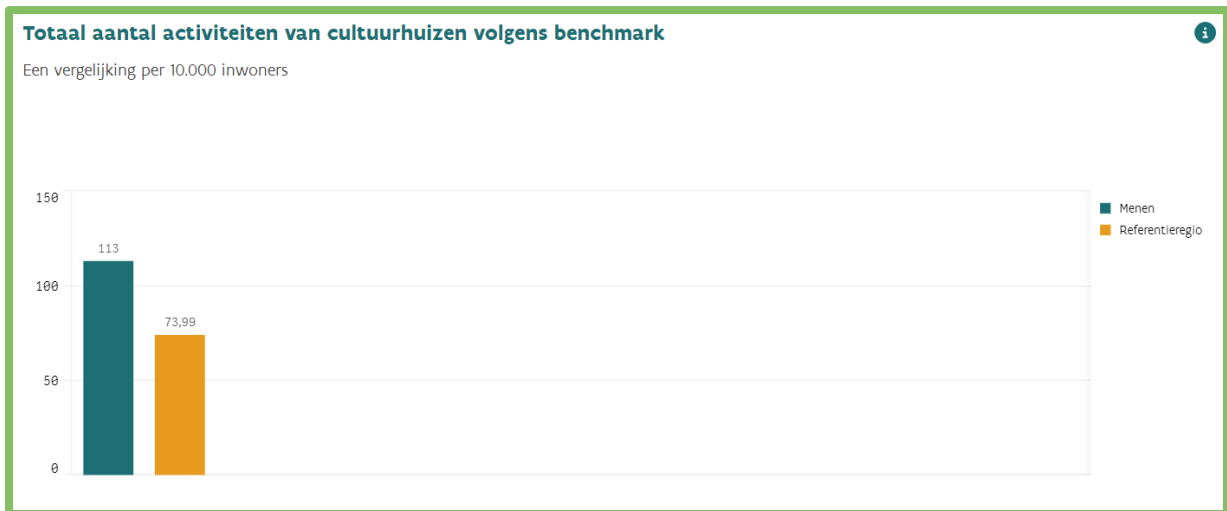 Totaal aantal activiteiten van cultuurhuizen volgens benchmark
i
Een vergelijking per 10.000 inwoners
150
100
50
0
113
73,99
Menen
Referentieregio